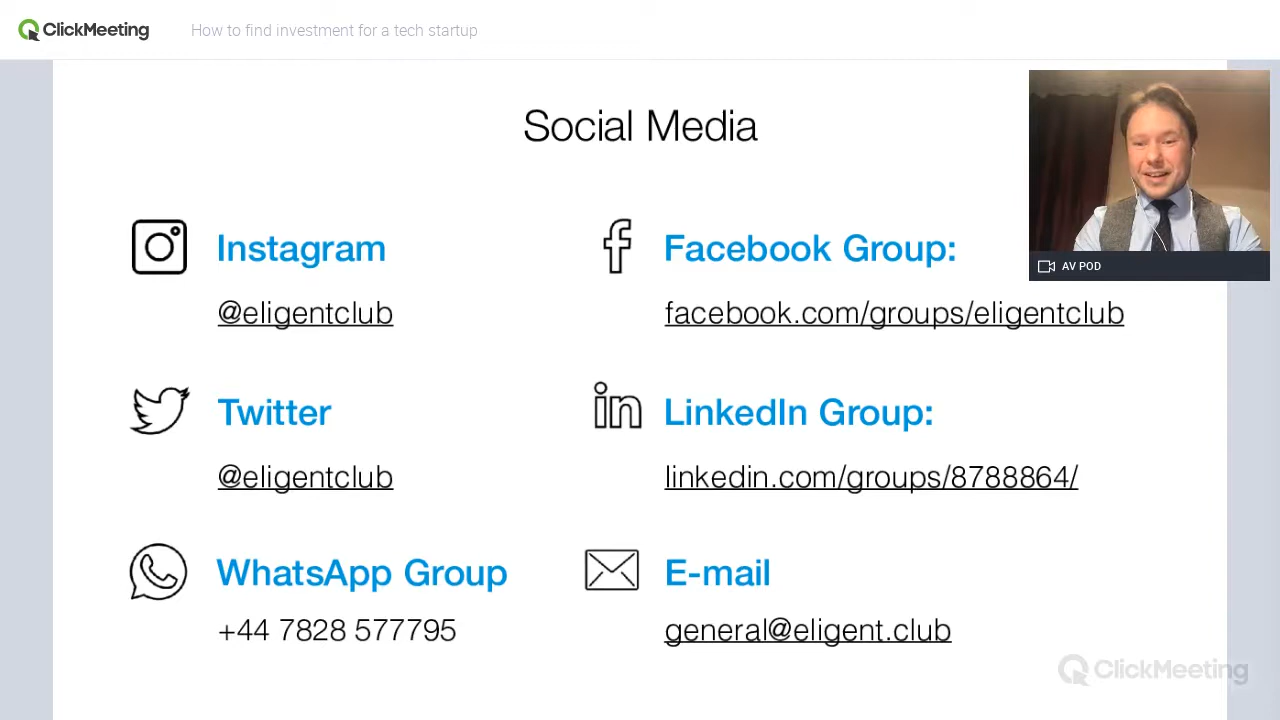 ClickMeeting How to find investment for a tech startup
Social Media
AV POD
Instagram
@eligentclub
Facebook Group:
facebook.com/groups/eligentclub
Twitter
@eligentclub
LinkedIn Group:
linkedin.com/groups/8788864/
WhatsApp Group
+44 7828 577795
E-mail
general@eligent.club
ClickMeeting